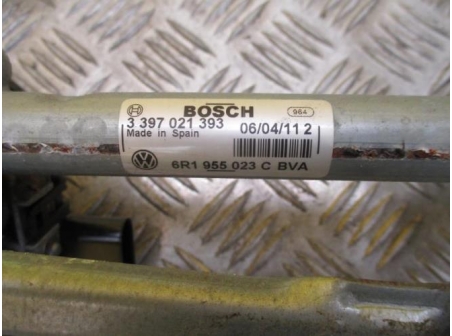 BOSCH
984
3 397 021 393
06/04/11 2
Made in Spain
6R1 955 023 C BVA